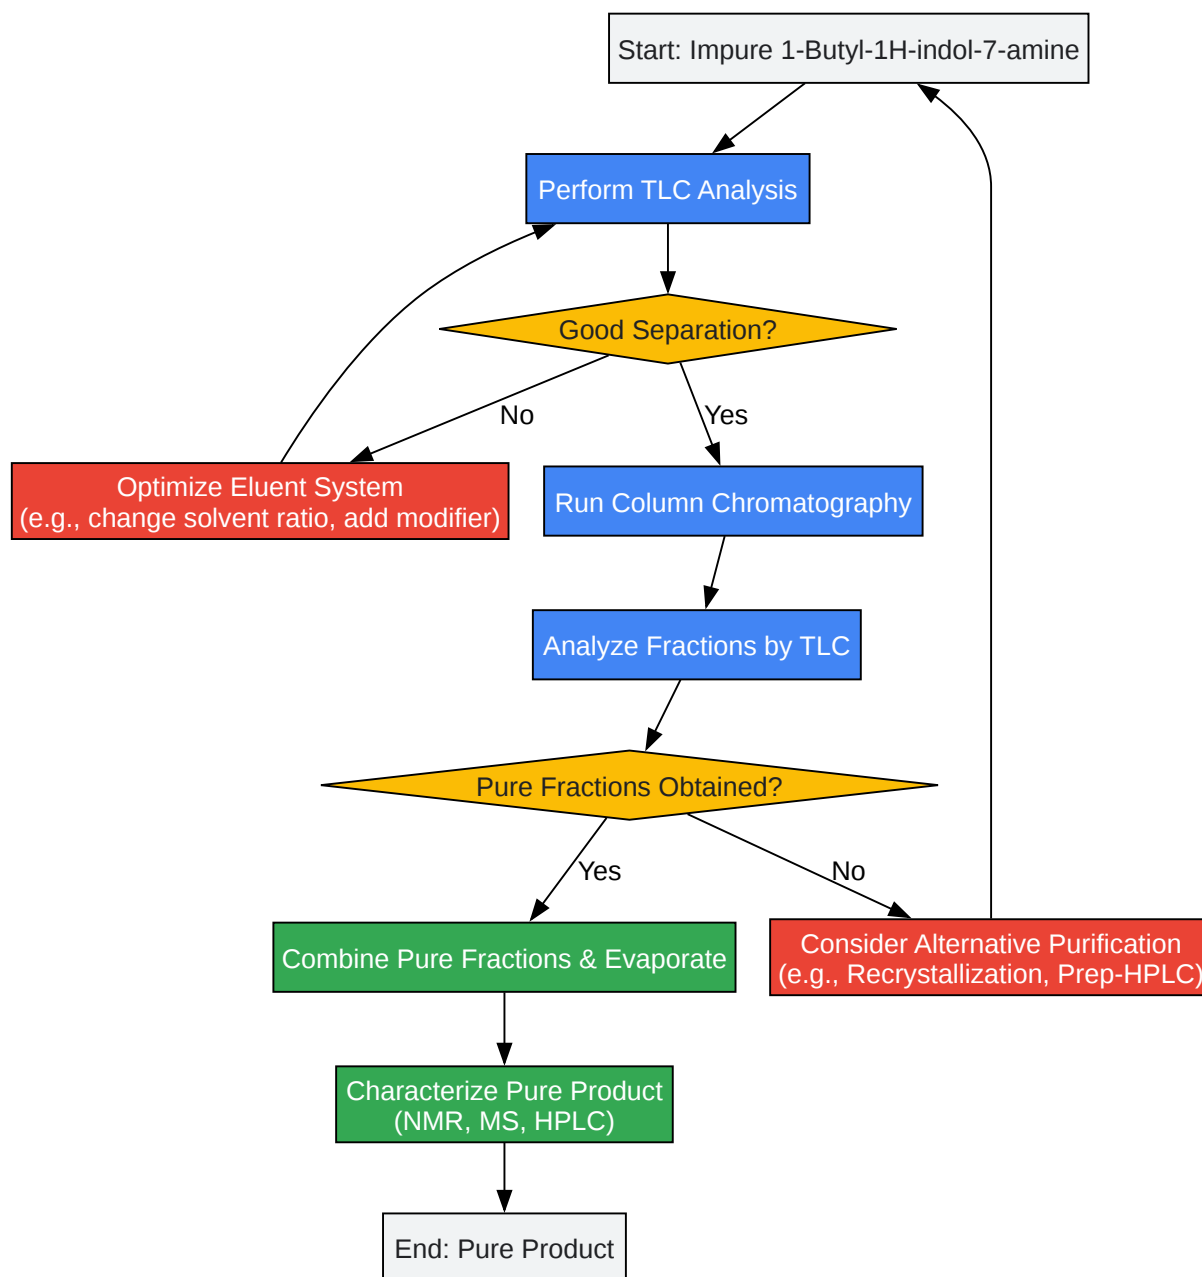 Start: Impure 1-Butyl-1H-indol-7-amine
Perform TLC Analysis
Good Separation?
No
Yes
Optimize Eluent System
(e.g., change solvent ratio, add modifier)
Run Column Chromatography
Analyze Fractions by TLC
Pure Fractions Obtained?
Yes
No
Combine Pure Fractions & Evaporate
Consider Alternative Purification
(e.g., Recrystallization, Prep-HPLC)
Characterize Pure Product
(NMR, MS, HPLC)
End: Pure Product